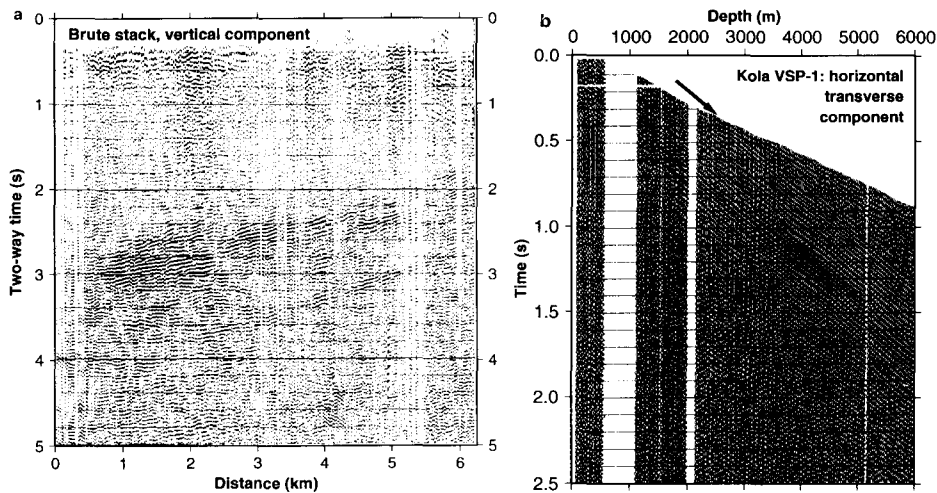 a
0 0
Brute stack, vertical component
1 1
2 2
3 3
4 4
5 5
0 1 2 3 4 5 6
Two-way time (s)
Distance (km)
b
Depth (m)
0 1000 2000 4000 6000
0.0
Kola VSP-1: horizontal
transverse
component
0.5
1.0
1.5
2.0
2.5
Time (s)